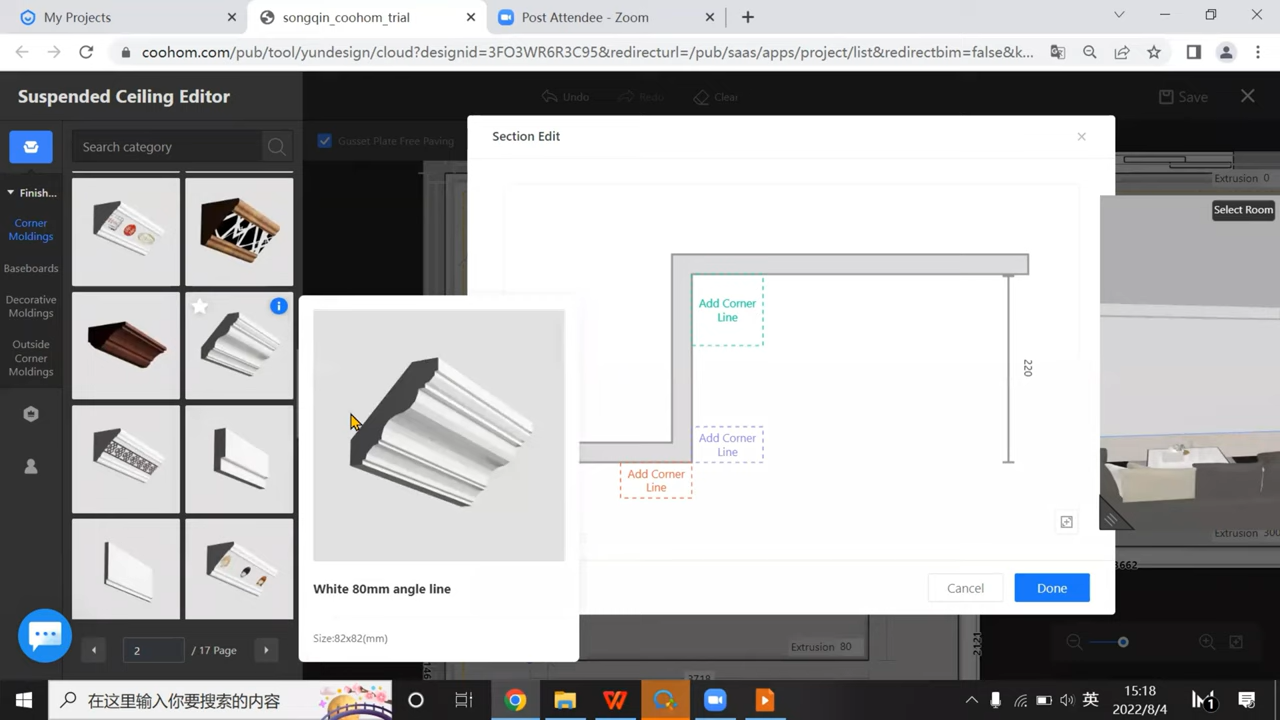 My Projects
songqin_coohom_trial
Post Attendee - Zoom
coohom.com/pub/tool/yundesign/cloud?designid=3FO3WR6R3C95&redirecturl=/pub/saas/apps/project/list&redirectbim=false&k...
Suspended Ceiling Editor
Undo
Redo
Clear
Save
Search category
Gusset Plare Free Paving
Section Edit
Extrusion 0
Finish...
Select Room
Corner
Moldings
Baseboards
Decorative
Moldings
Outside
Corner
Moldings
Add Corner
Line
220
Add Corner
Line
Add Corner
Line
White 80mm angle line
Size:82x82(mm)
Cancel
Done
2
/ 17 Page
Extrusion 80
3718
在这里输入你要搜索的内容
英
15:18
2022/8/4
1